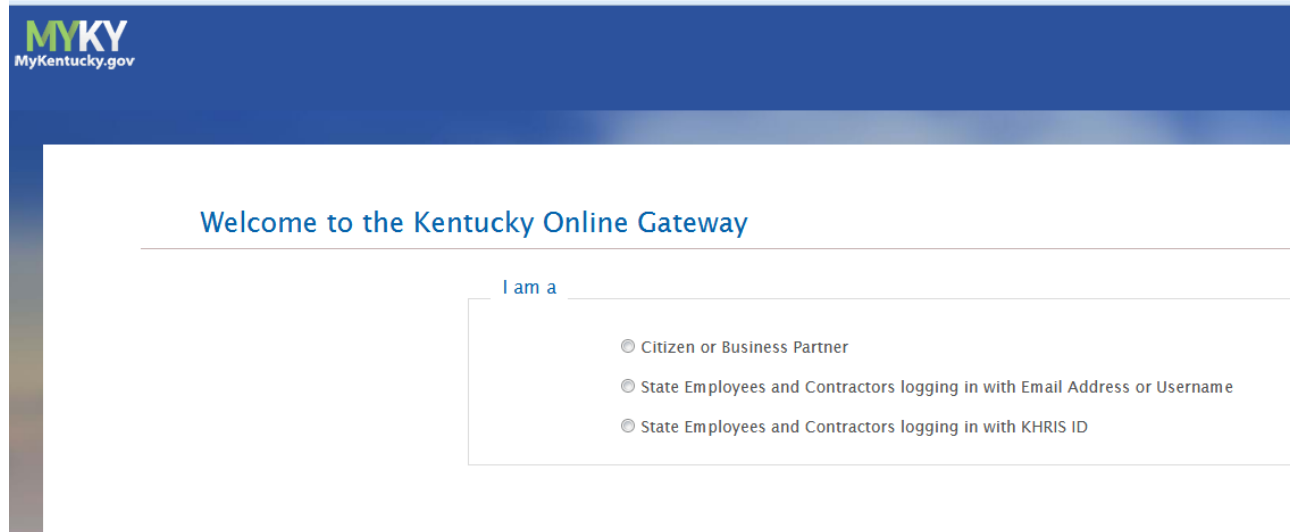 MYKY
MyKentucky.gov
Welcome to the Kentucky Online Gateway
I am a
Citizen or Business Partner
State Employees and Contractors logging in with Email Address or Username
State Employees and Contractors logging in with KHRIS ID